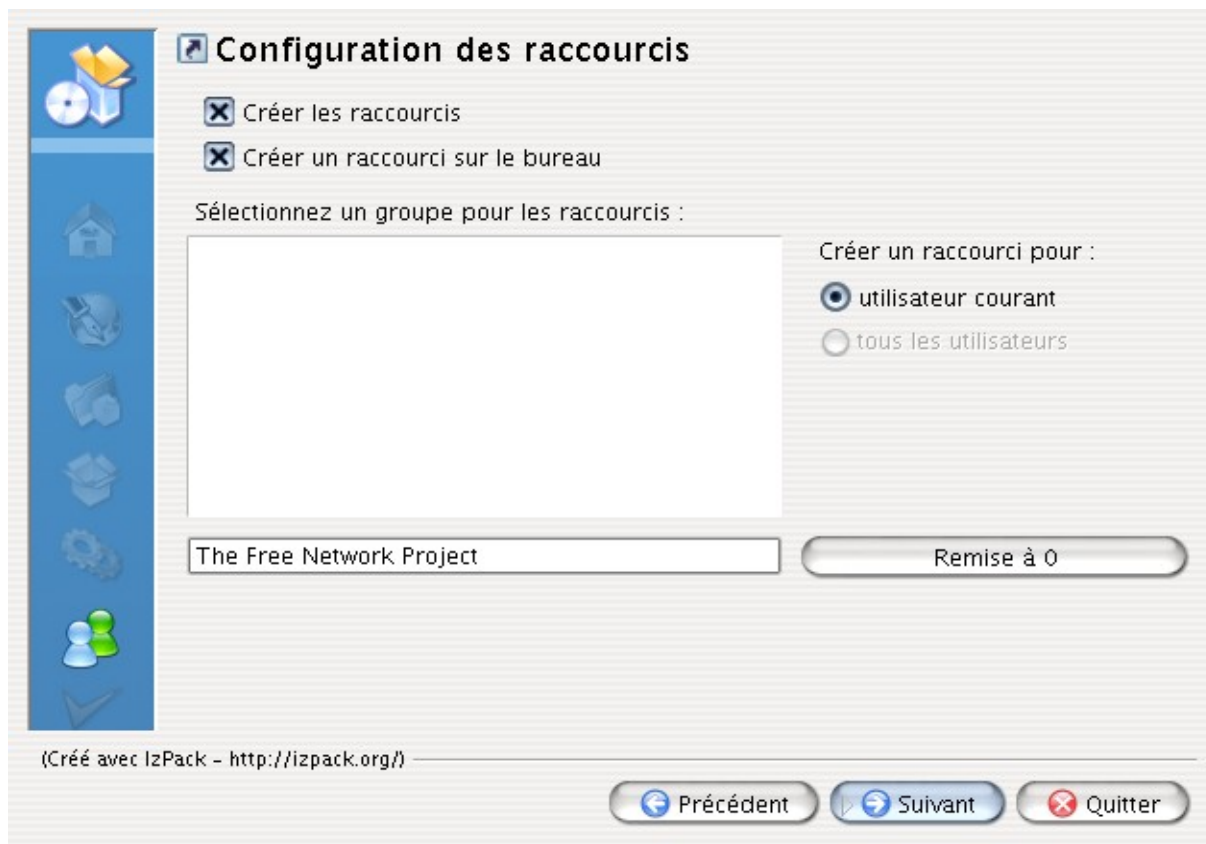 Configuration des raccourcis
Créer les raccourcis
Créer un raccourci sur le bureau
Sélectionnez un groupe pour les raccourcis :
Créer un raccourci pour :
utilisateur courant
tous les utilisateurs
The Free Network Project
Remise à 0
(Créé avec IzPack - http://izpack.org/)
Précédent
Suivant
Quitter